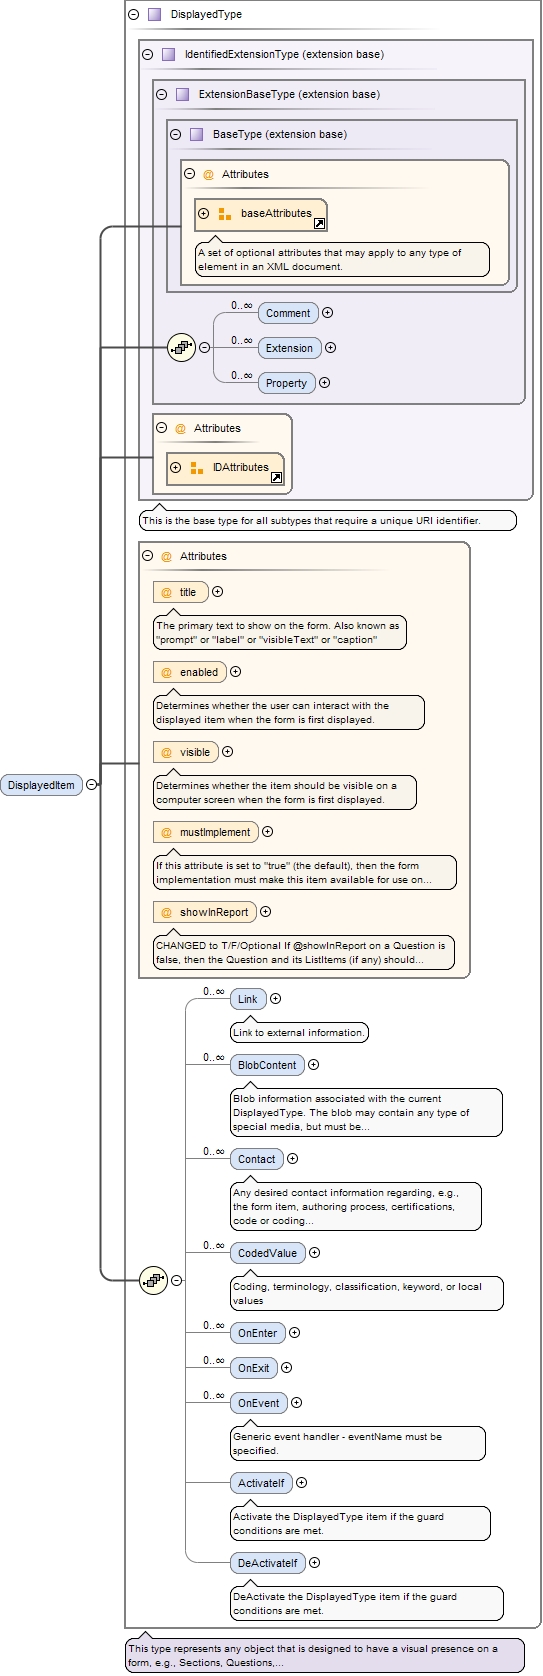 DisplayedType
IdentifiedExtensionType (extension base)
ExtensionBaseType (extension base)
BaseType (extension base)
@ Attributes
baseAttributes
A set of optional attributes that may apply to any type of
element in an XML document.
0..∞
Comment
0..∞
Extension
0..∞
Property
@ Attributes
IDAttributes
This is the base type for all subtypes that require a unique URI identifier.
@ Attributes
@ title
The primary text to show on the form. Also known as
"prompt" or "label" or "visibleText" or "caption"
@ enabled
Determines whether the user can interact with the
displayed item when the form is first displayed.
@ visible
Determines whether the item should be visible on a
computer screen when the form is first displayed.
DisplayedItem
@ mustImplement
If this attribute is set to "true" (the default), then the form
implementation must make this item available for use on...
@ showInReport
CHANGED to T/F/Optional If @showInReport on a Question is
false, then the Question and its ListItems (if any) should...
0..∞
Link
Link to external information.
0..∞
BlobContent
Blob information associated with the current
DisplayedType. The blob may contain any type of
special media, but must be...
0..∞
Contact
Any desired contact information regarding, e.g.,
the form item, authoring process, certifications,
code or coding...
0..∞
CodedValue
Coding, terminology, classification, keyword, or local
values
0..∞
OnEnter
0..∞
OnExit
0..∞
OnEvent
Generic event handler - eventName must be
specified.
ActivateIf
Activate the DisplayedType item if the guard
conditions are met.
DeActivateIf
DeActivate the DisplayedType item if the guard
conditions are met.
This type represents any object that is designed to have a visual presence on a
form, e.g., Sections, Questions,...